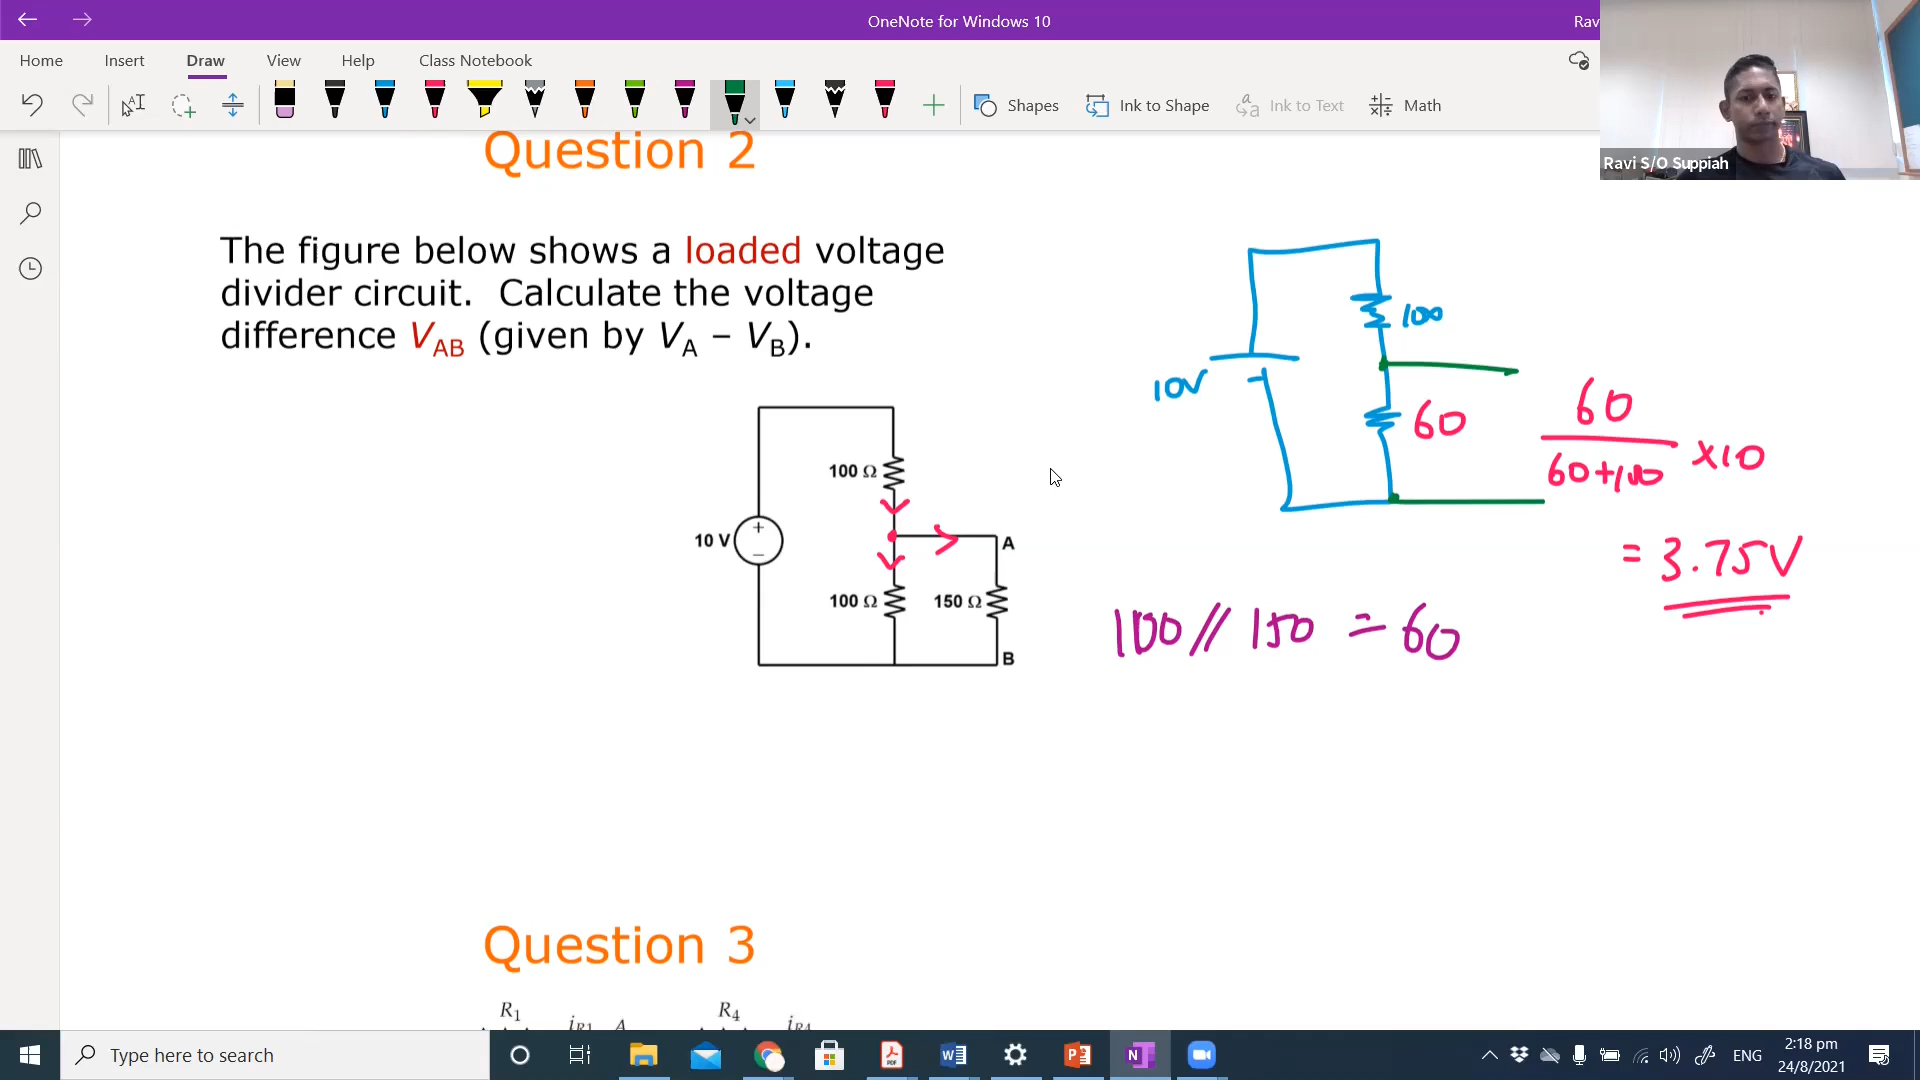 OneNote for Windows 10
Rav
Home Insert Draw View Help Class Notebook
Shapes Ink to Shape Ink to Text Math
Ravi S/O Suppiah
Question 2
The figure below shows a loaded voltage
divider circuit. Calculate the voltage
difference VAB (given by VA – VB).
100 Ω
10 V
+
−
A
100 Ω
150 Ω
B
100
10V
60
60
60+100
×10
= 3.75V
100 // 150 = 60
Question 3
R1 iR1 A R4 iR4
Type here to search
ENG
2:18 pm
24/8/2021